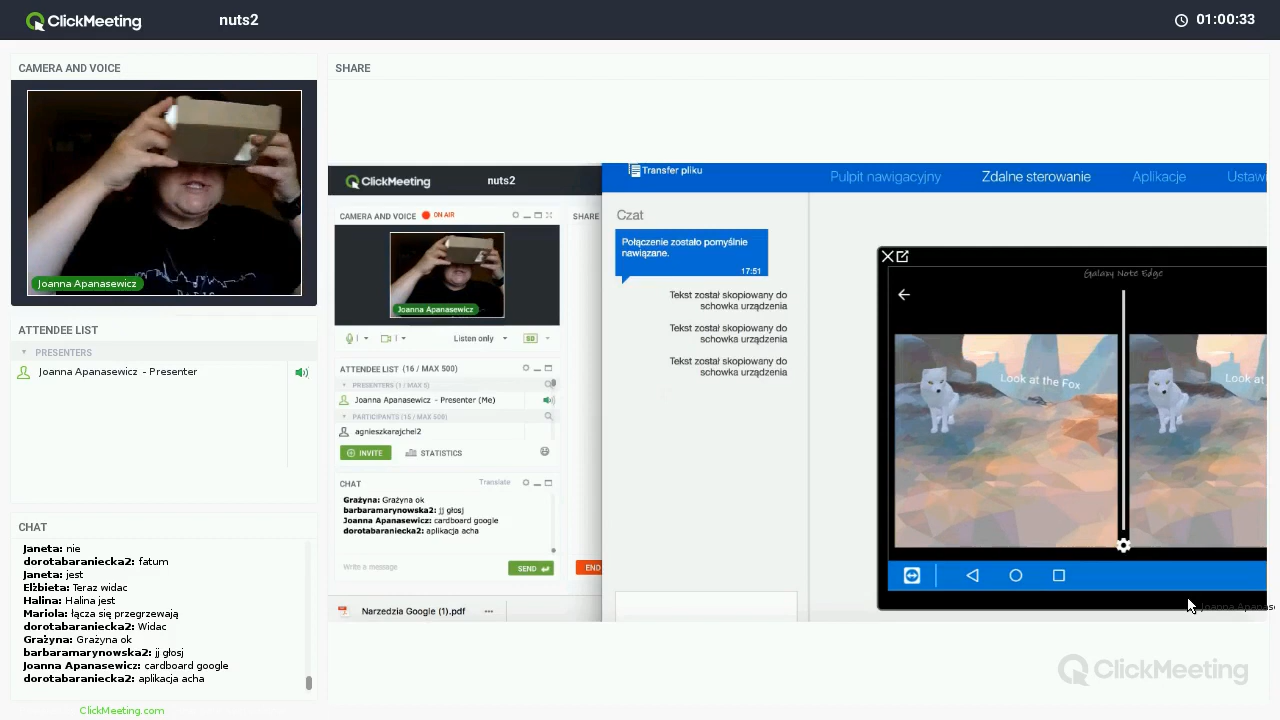 ClickMeeting
nuts2
01:00:33
CAMERA AND VOICE
Joanna Apanasewicz
ATTENDEE LIST
PRESENTERS
Joanna Apanasewicz - Presenter
CHAT
Janeta: nie
dorotabaraniecka2: fatum
Janeta: jest
Elżbieta: Teraz widac
Halina: Halina jest
Mariola: łącza się przegrzewają
dorotabaraniecka2: Widac
Grażyna: Grażyna ok
barbaramarynowska2: jj głosj
Joanna Apanasewicz: cardboard google
dorotabaraniecka2: aplikacja acha
ClickMeeting.com
SHARE
ClickMeeting
nuts2
CAMERA AND VOICE ON AIR
SHARE
Joanna Apanasewicz
Listen only
SD
ATTENDEE LIST (16 / MAX 500)
PRESENTERS (1 / MAX 5)
Joanna Apanasewicz - Presenter (Me)
PARTICIPANTS (15 / MAX 500)
agnieszkarajchel2
INVITE
STATISTICS
CHAT
Translate
Grażyna: Grażyna ok
barbaramarynowska2: jj głosj
Joanna Apanasewicz: cardboard google
dorotabaraniecka2: aplikacja acha
Write a message
SEND
END
Narzedzia Google (1).pdf
Transfer pliku
Pulpit nawigacyjny
Zdalne sterowanie
Aplikacje
Ustawi
Czat
Połączenie zostało pomyślnie
nawiązane.
17:51
Tekst został skopiowany do
schowka urządzenia
Tekst został skopiowany do
schowka urządzenia
Tekst został skopiowany do
schowka urządzenia
Galaxy Note Edge
Look at the Fox
Look at
Joanna Apanas
ClickMeeting